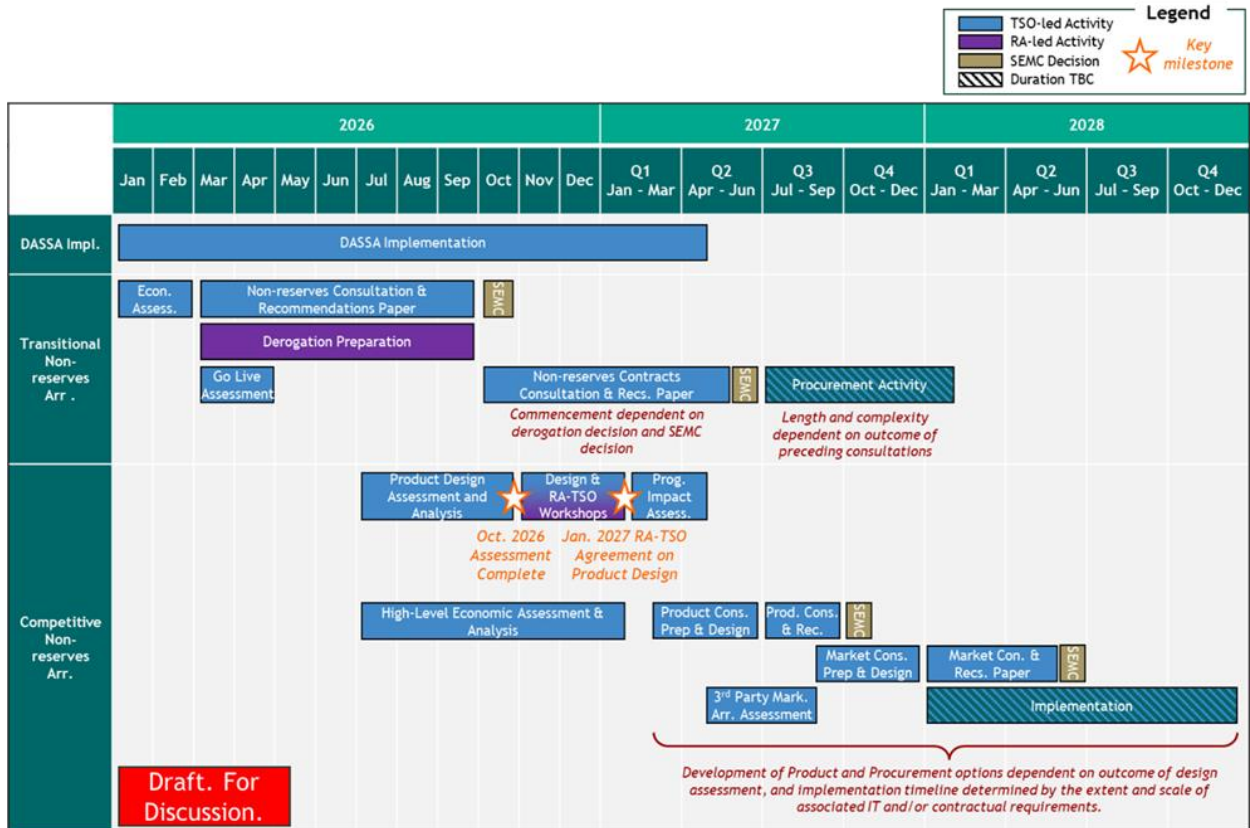 Legend
TSO-led Activity
RA-led Activity
SEMC Decision
Duration TBC
Key
milestone
2026
2027
2028
Jan
Feb
Mar
Apr
May
Jun
Jul
Aug
Sep
Oct
Nov
Dec
Q1
Jan - Mar
Q2
Apr - Jun
Q3
Jul - Sep
Q4
Oct - Dec
Q1
Jan - Mar
Q2
Apr - Jun
Q3
Jul - Sep
Q4
Oct - Dec
DASSA Impl.
DASSA Implementation
Transitional
Non-
reserves
Arr .
Econ.
Assess.
Non-reserves Consultation &
Recommendations Paper
SEMC
Derogation Preparation
Go Live
Assessment
Non-reserves Contracts
Consultation & Recs. Paper
SEMC
Procurement Activity
Commencement dependent on
derogation decision and SEMC
decision
Length and complexity
dependent on outcome of
preceding consultations
Competitive
Non-
reserves
Arr.
Product Design
Assessment and
Analysis
Design &
RA-TSO
Workshops
Prog.
Impact
Assess.
Oct. 2026
Assessment
Complete
Jan. 2027 RA-TSO
Agreement on
Product Design
High-Level Economic Assessment &
Analysis
Product Cons.
Prep & Design
Prod. Cons.
& Rec.
SEMC
Market Cons.
Prep & Design
Market Con. &
Recs. Paper
SEMC
3rd Party Mark.
Arr. Assessment
Implementation
Development of Product and Procurement options dependent on outcome of design
assessment, and implementation timeline determined by the extent and scale of
associated IT and/or contractual requirements.
Draft. For
Discussion.